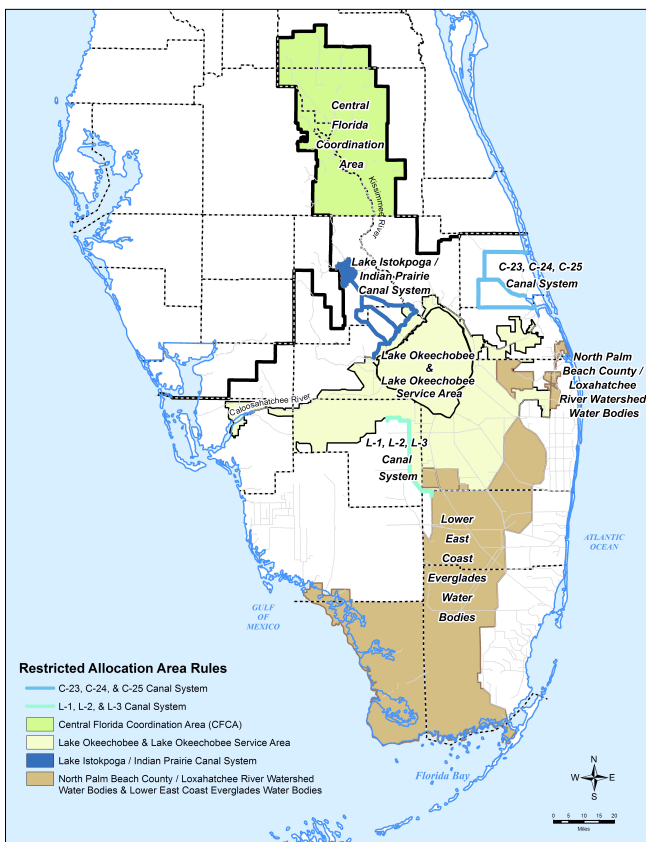 Central
Florida
Coordination
Area
Kissimmee River
Lake Istokpoga /
Indian Prairie
Canal System
C-23, C-24, C-25
Canal System
Lake Okeechobee
&
Lake Okeechobee
Service Area
North Palm
Beach County /
Loxahatchee
River Watershed
Water Bodies
Caloosahatchee River
L-1, L-2, L-3
Canal
System
Lower
East
Coast
Everglades
Water
Bodies
ATLANTIC
OCEAN
GULF
OF
MEXICO
Florida Bay
Restricted Allocation Area Rules
C-23, C-24, & C-25 Canal System
L-1, L-2, & L-3 Canal System
Central Florida Coordination Area (CFCA)
Lake Okeechobee & Lake Okeechobee Service Area
Lake Istokpoga / Indian Prairie Canal System
North Palm Beach County / Loxahatchee River Watershed
Water Bodies & Lower East Coast Everglades Water Bodies
N
W E
S
0 5 10 15 20
Miles